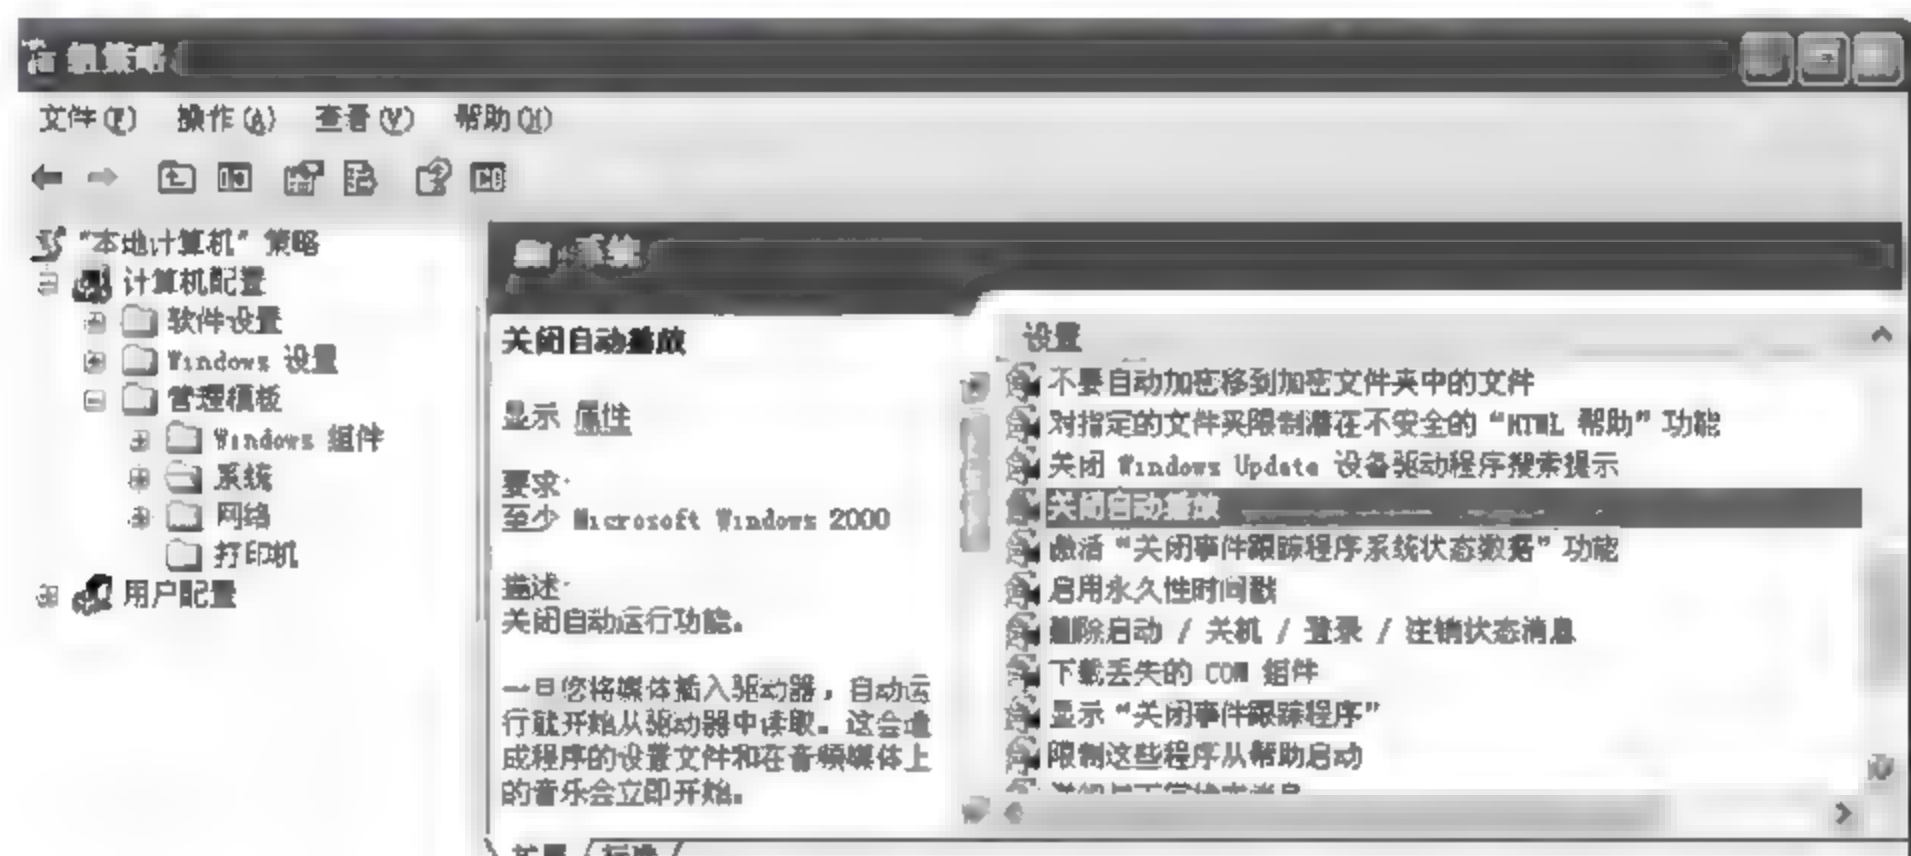 组策略
文件(F) 操作(A) 查看(V) 帮助(H)
"本地计算机" 策略
计算机配置
软件设置
Windows 设置
管理模板
Windows 组件
系统
网络
打印机
用户配置
系统
关闭自动播放
显示 属性
要求:
至少 Microsoft Windows 2000
描述:
关闭自动运行功能。
一旦您将媒体插入驱动器，自动运
行就开始从驱动器中读取。这会造
成程序的设置文件和在音频媒体上
的音乐会立即开始。
设置
不要自动加密移到加密文件夹中的文件
对指定的文件夹限制潜在不安全的“HTML 帮助”功能
关闭 Windows Update 设备驱动程序搜索提示
关闭自动播放
激活“关闭事件跟踪程序系统状态数据”功能
启用永久性时间戳
删除启动 / 关机 / 登录 / 注销状态消息
下载丢失的 COM 组件
显示“关闭事件跟踪程序”
限制这些程序从帮助启动
扩展 标准